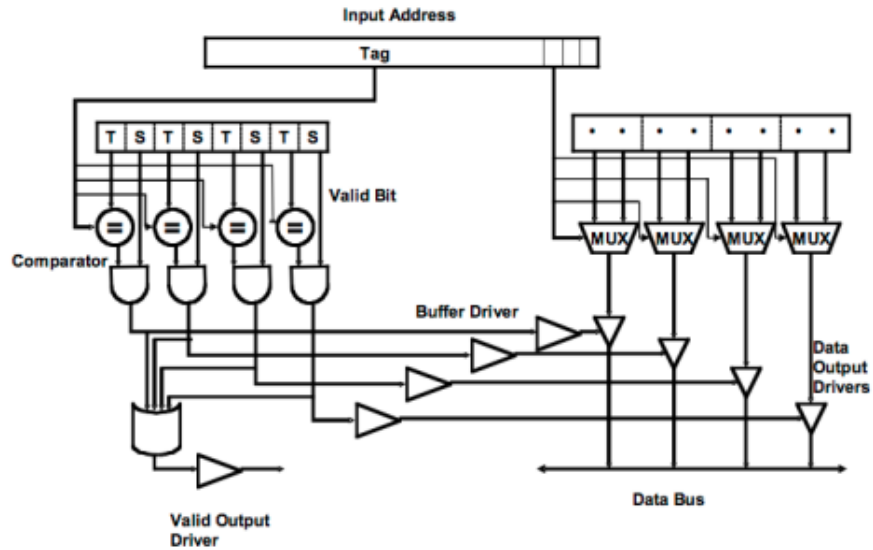 Input Address
Tag
T S T S T S T S
Valid Bit
= = = =
MUX MUX MUX MUX
Comparator
Buffer Driver
Data
Output
Drivers
Data Bus
Valid Output
Driver